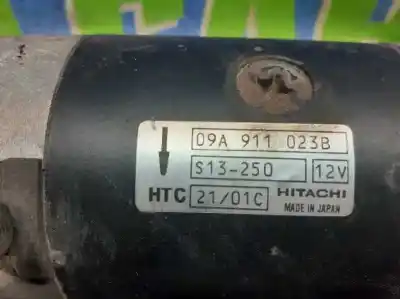 09A 911 023B
S13-250 12V
HTC 21/01C HITACHI
MADE IN JAPAN